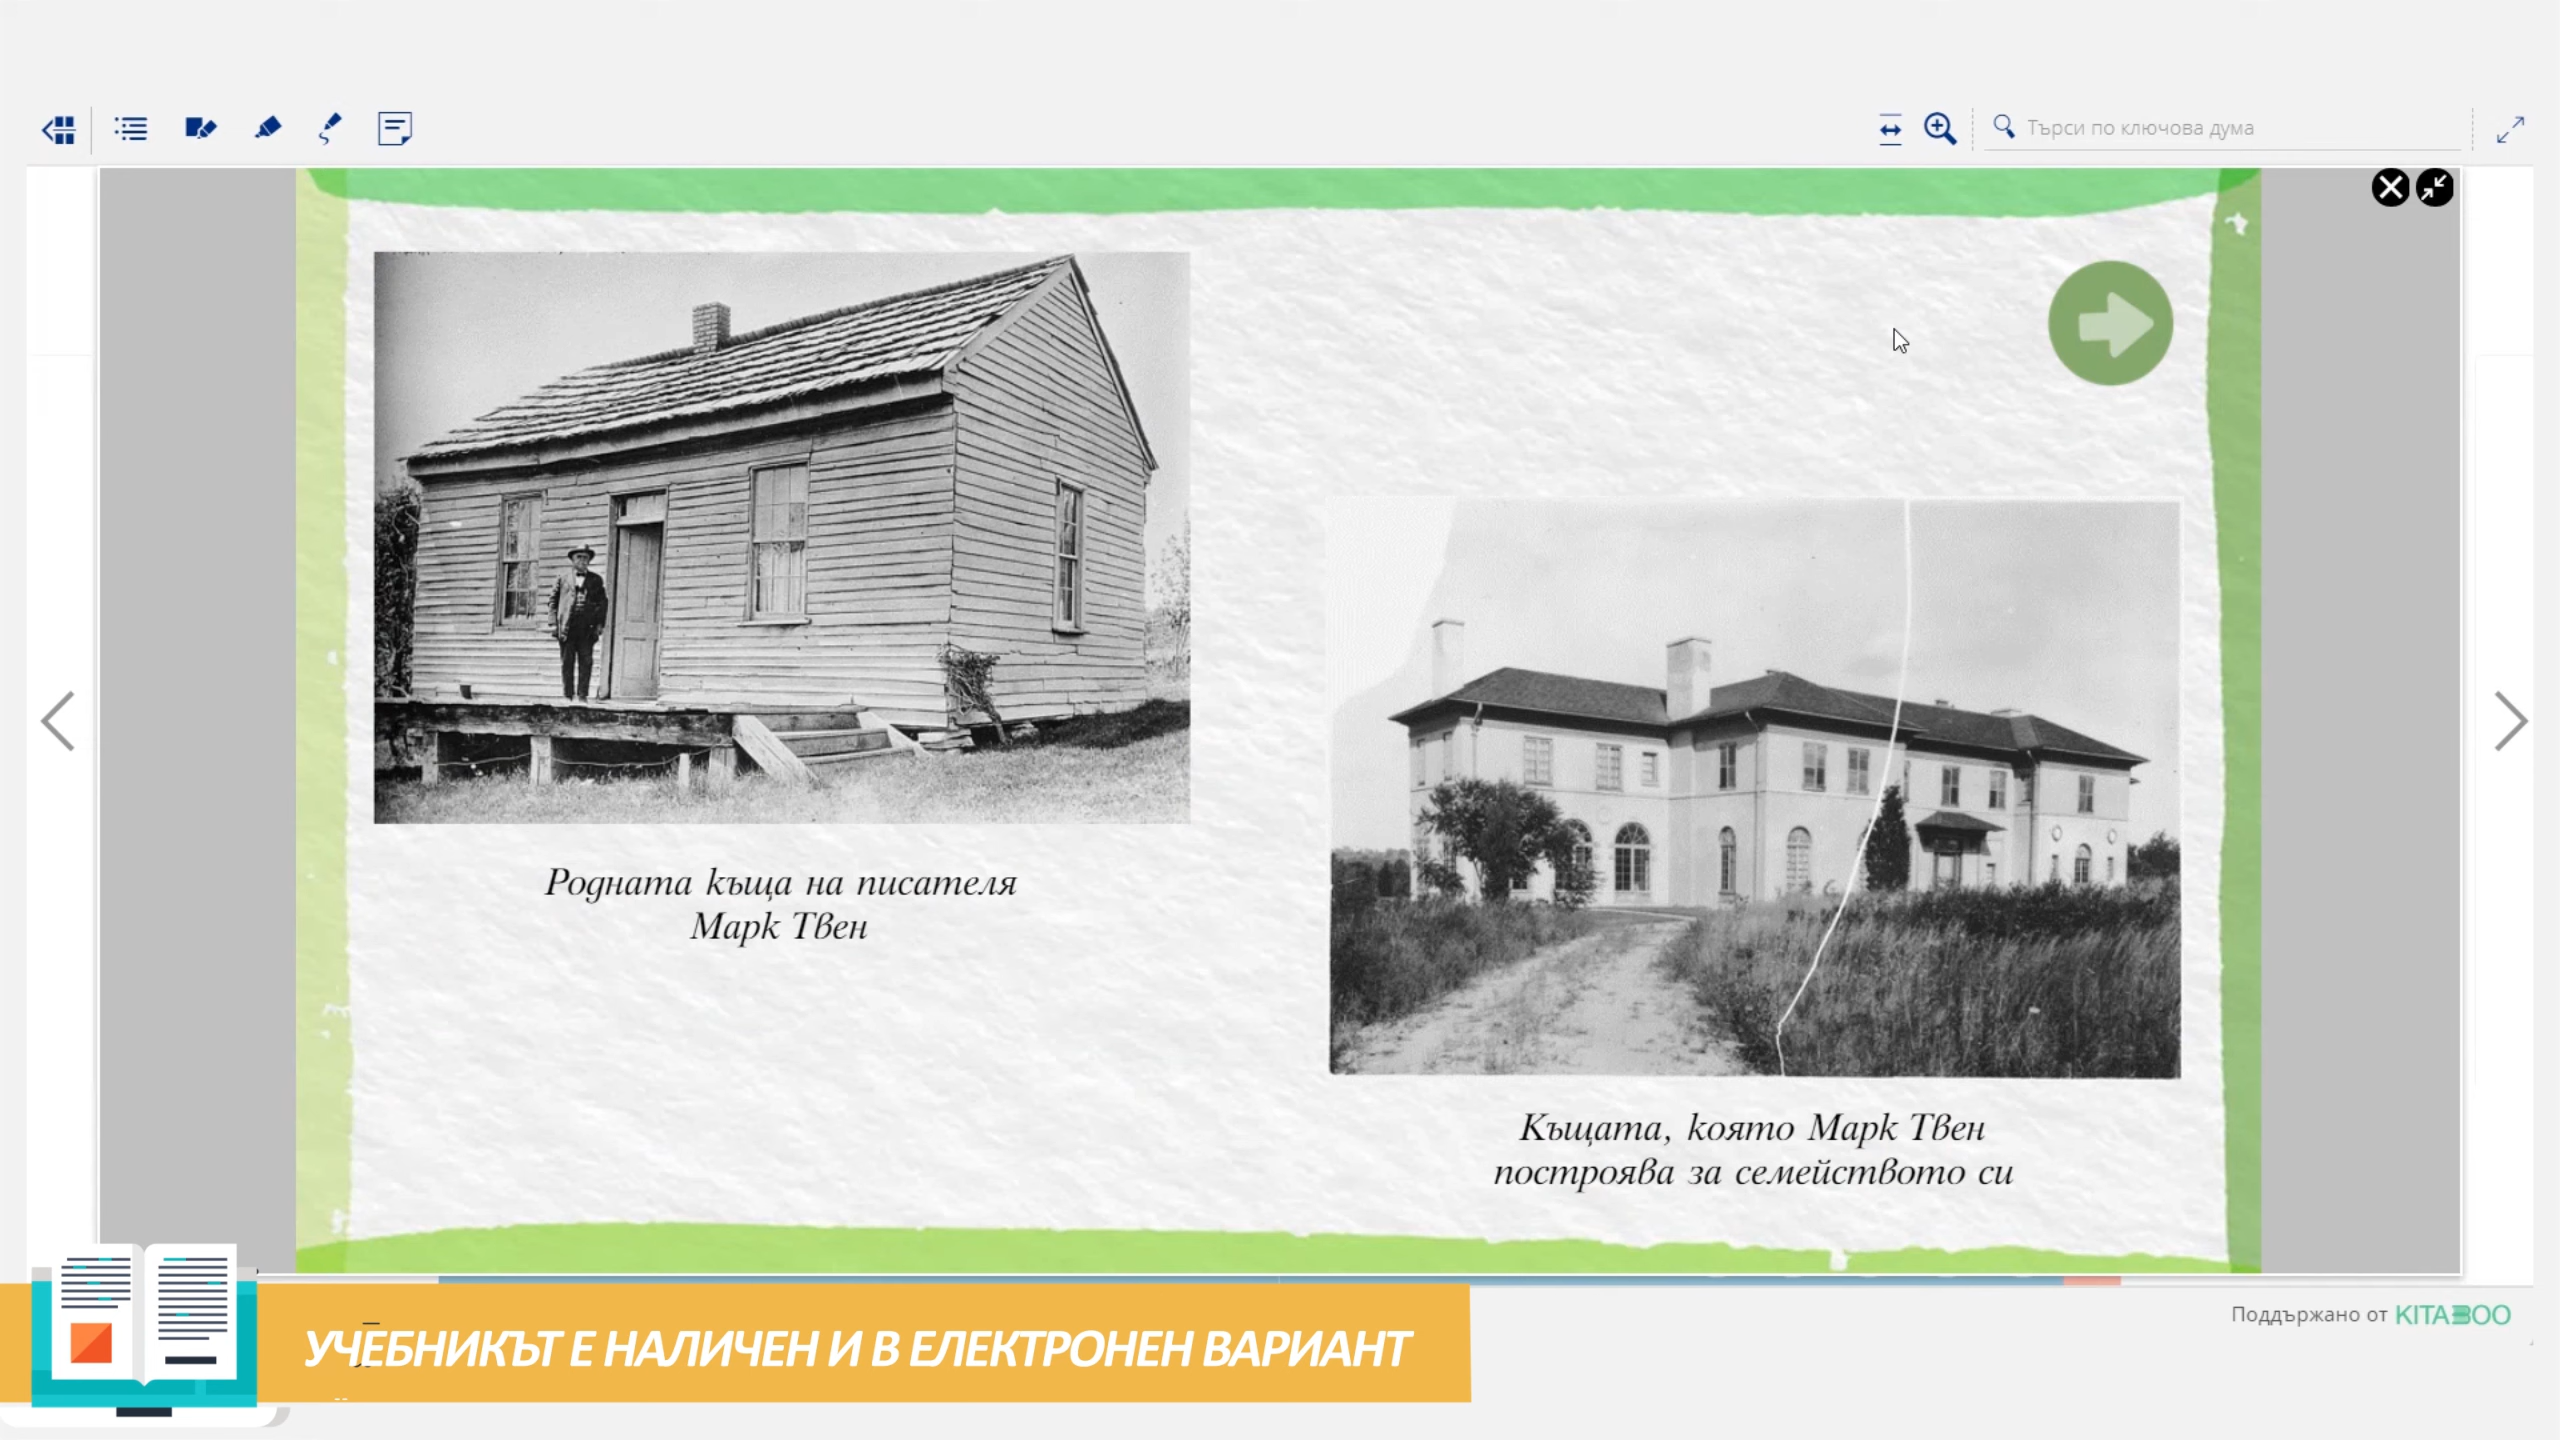 Търси по ключова дума
Родната къща на писателя
Марк Твен
Къщата, която Марк Твен
построява за семейството си
Поддържано от KITABOO
УЧЕБНИКЪТ Е НАЛИЧЕН И В ЕЛЕКТРОНЕН ВАРИАНТ